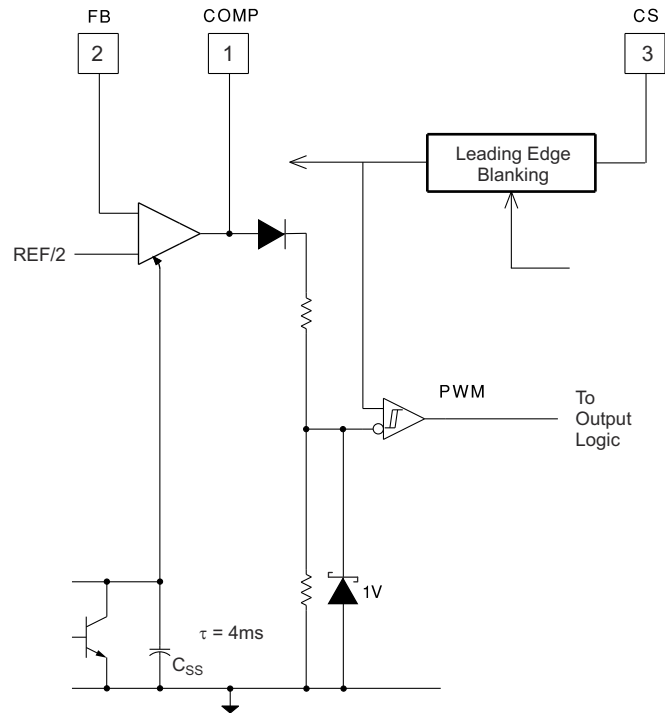 FB
COMP
CS
2
1
3
Leading Edge
Blanking
REF/2
PWM
To
Output
Logic
1V
τ = 4ms
CSS